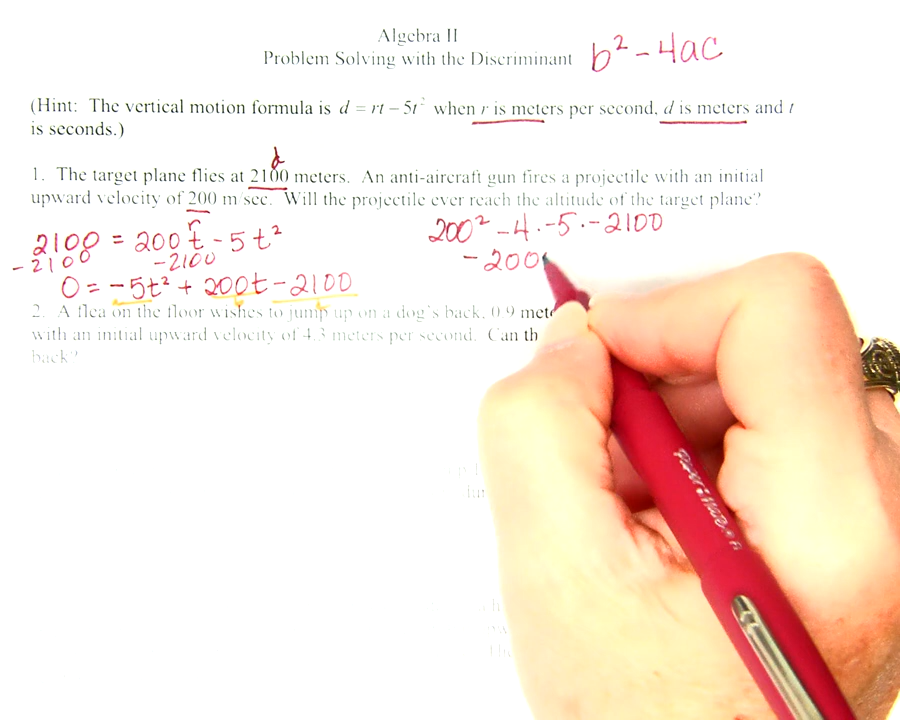 Algebra II
Problem Solving with the Discriminant b² - 4ac
(Hint: The vertical motion formula is d = rt - 5t² when r is meters per second, d is meters and t
is seconds.)
d
1. The target plane flies at 2100 meters. An anti-aircraft gun fires a projectile with an initial
upward velocity of 200 m/sec. Will the projectile ever reach the altitude of the target plane?
r
200² - 4 · -5 · -2100
2100 = 200t - 5t²
-2100 -2100
-200
0 = -5t² + 200t - 2100
2. A flea on the floor wishes to jump up on a dog's back, 0.9
with an initial upward velocity of 4.3 meters per second. Can
back?